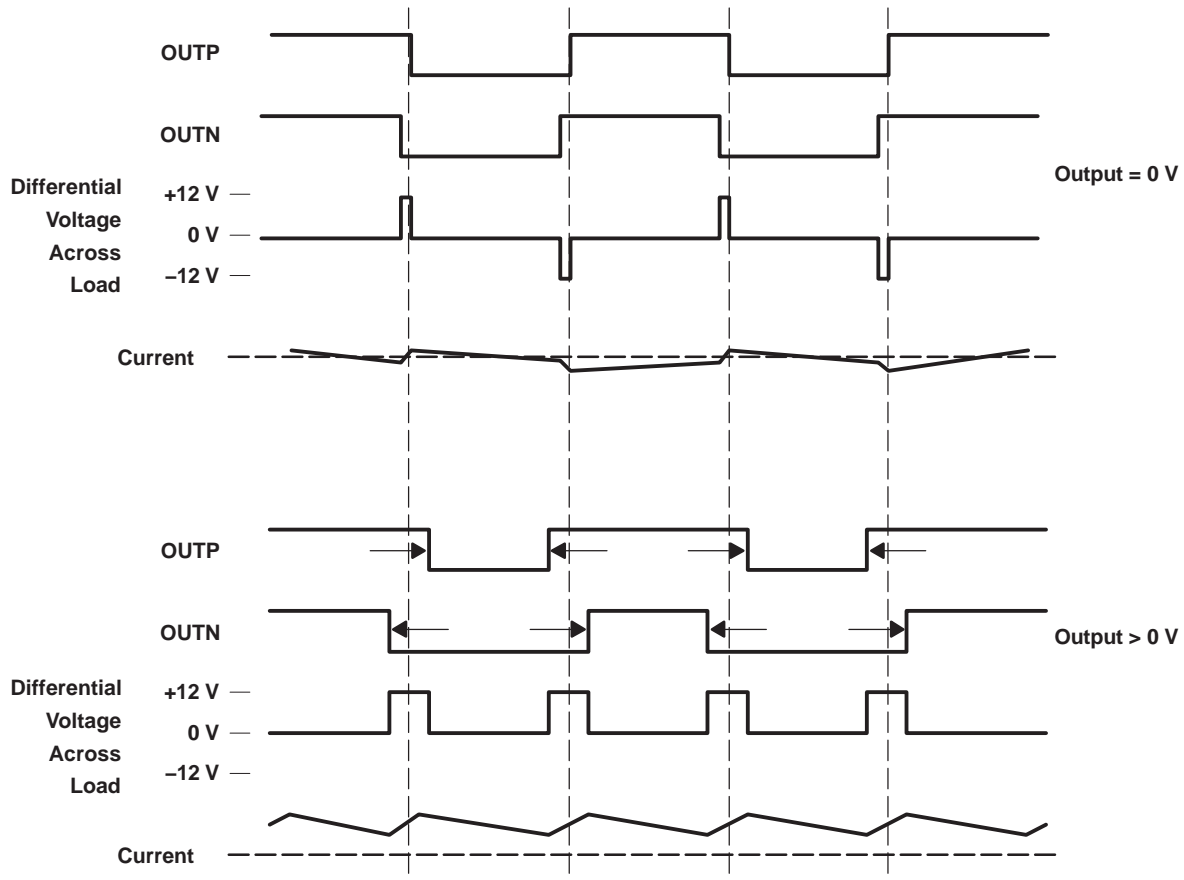 OUTP
OUTN
Output = 0 V
Differential
Voltage
Across
Load
+12 V
0 V
–12 V
Current
OUTP
OUTN
Output > 0 V
Differential
Voltage
Across
Load
+12 V
0 V
–12 V
Current